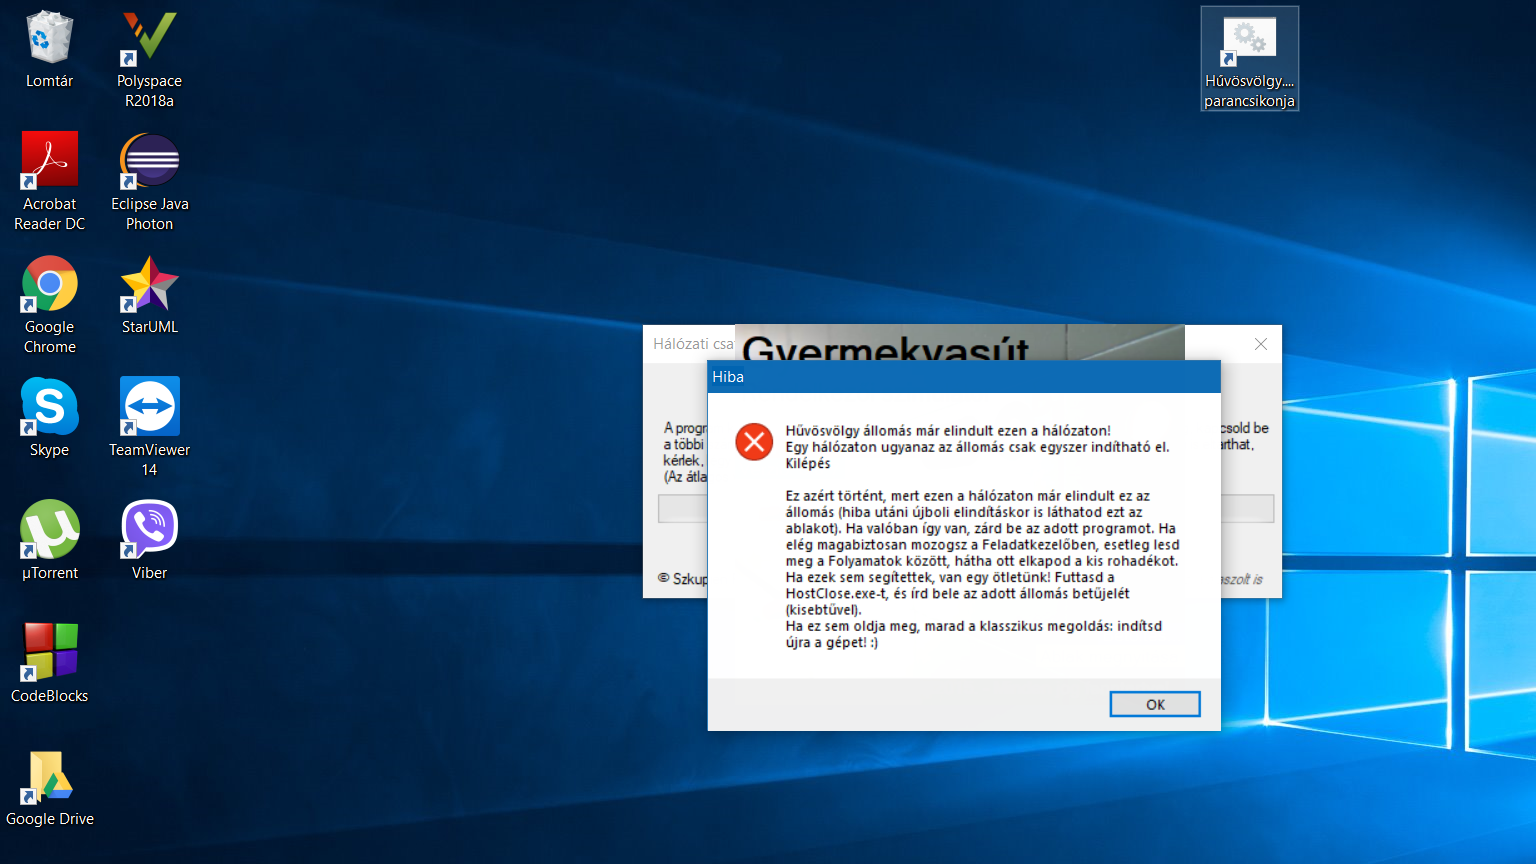 Lomtár
Polyspace
R2018a
Acrobat
Reader DC
Eclipse Java
Photon
Google
Chrome
StarUML
Skype
TeamViewer
14
µTorrent
Viber
CodeBlocks
Google Drive
Hűvösvölgy....
parancsikonja
Hálózati csa
Gyermekvasút
A progr
csold be
a többi
arthat,
kérlek,
(Az átla
© Szkup
aszolt is
Hiba
Hűvösvölgy állomás már elindult ezen a hálózaton!
Egy hálózaton ugyanaz az állomás csak egyszer indítható el.
Kilépés
Ez azért történt, mert ezen a hálózaton már elindult ez az
állomás (hiba utáni újboli elindításkor is láthatod ezt az
ablakot). Ha valóban így van, zárd be az adott programot. Ha
elég magabiztosan mozogsz a Feladatkezelőben, esetleg lesd
meg a Folyamatok között, hátha ott elkapod a kis rohadékot.
Ha ezek sem segítettek, van egy ötletünk! Futtasd a
HostClose.exe-t, és írd bele az adott állomás betűjelét
(kisebtűvel).
Ha ez sem oldja meg, marad a klasszikus megoldás: indítsd
újra a gépet! :)
OK